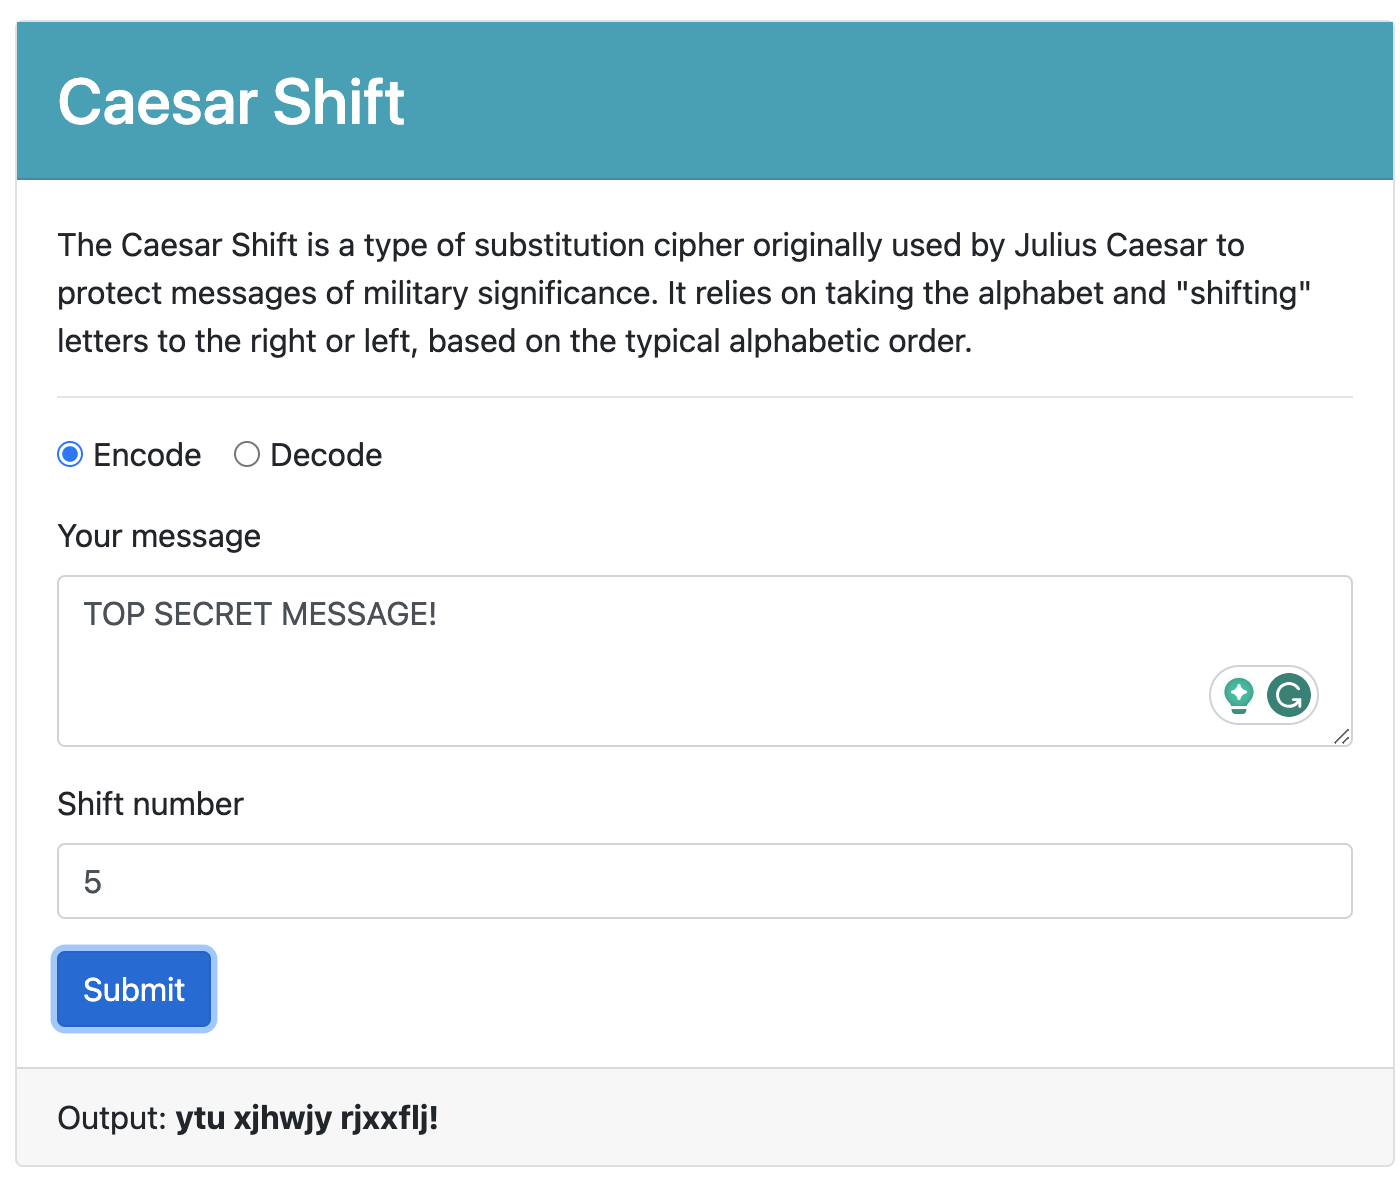 Caesar Shift
The Caesar Shift is a type of substitution cipher originally used by Julius Caesar to
protect messages of military significance. It relies on taking the alphabet and "shifting"
letters to the right or left, based on the typical alphabetic order.
Encode Decode
Your message
TOP SECRET MESSAGE!
Shift number
5
Submit
Output: ytu xjhwjy rjxxflj!